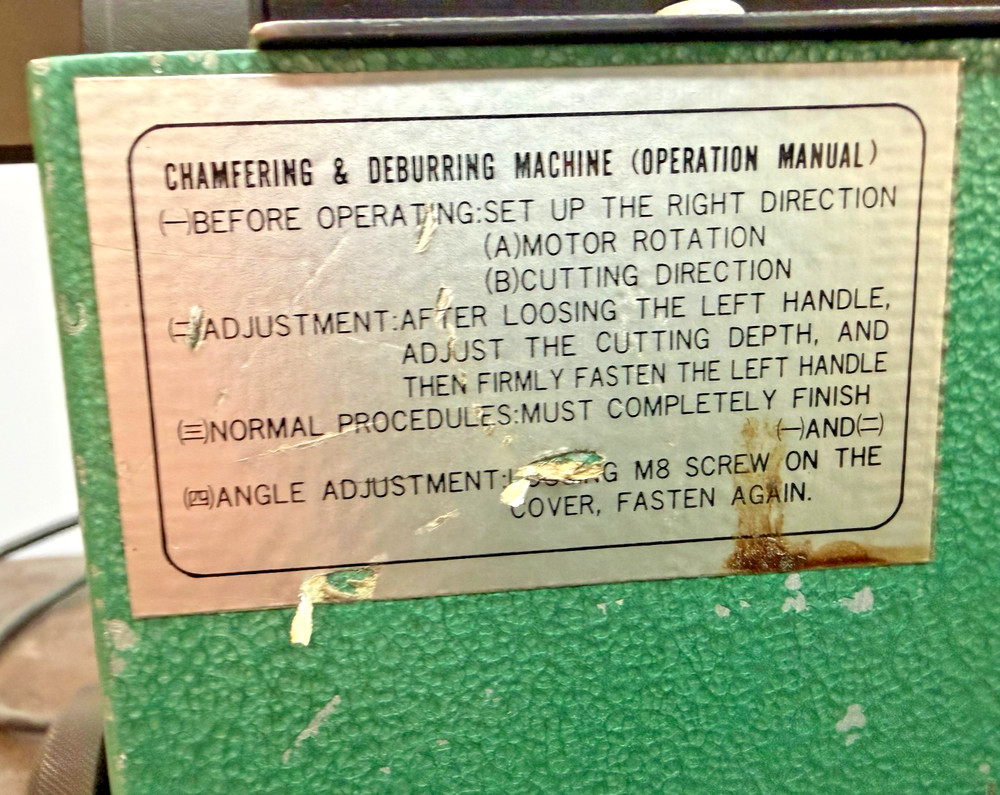 CHAMFERING & DEBURRING MACHINE (OPERATION MANUAL)
(一)BEFORE OPERATING:SET UP THE RIGHT DIRECTION
(A)MOTOR ROTATION
(B)CUTTING DIRECTION
(二)ADJUSTMENT:AFTER LOOSING THE LEFT HANDLE,
ADJUST THE CUTTING DEPTH, AND
THEN FIRMLY FASTEN THE LEFT HANDLE
(三)NORMAL PROCEDULES:MUST COMPLETELY FINISH
(一)AND(二)
(四)ANGLE ADJUSTMENT: M8 SCREW ON THE
COVER, FASTEN AGAIN.